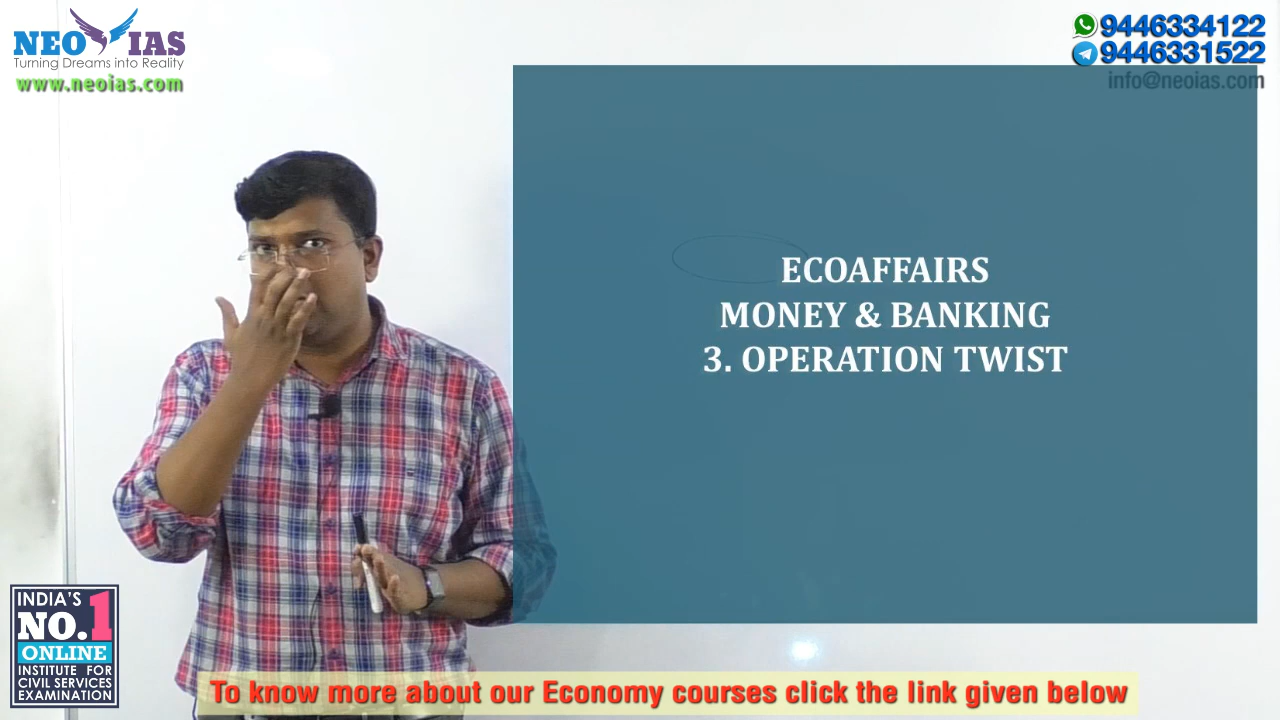 NEO IAS
Turning Dreams into Reality
www.neoias.com
9446334122
9446331522
info@neoias.com
ECOAFFAIRS
MONEY & BANKING
3. OPERATION TWIST
INDIA'S
NO.1
ONLINE
INSTITUTE FOR
CIVIL SERVICES
EXAMINATION
To know more about our Economy courses click the link given below